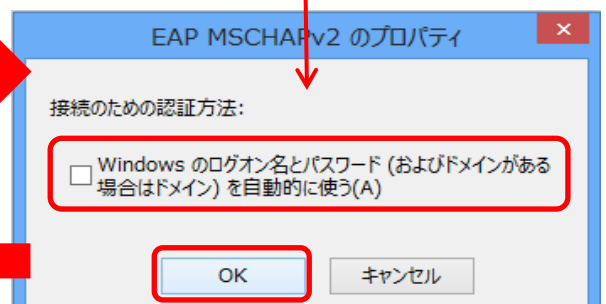 EAP MSCHAPv2 のプロパティ
接続のための認証方法:
Windows のログオン名とパスワード (およびドメインがある
場合はドメイン) を自動的に使う(A)
OK
キャンセル